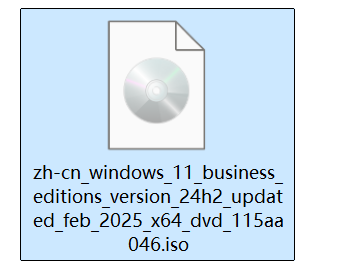 zh-cn_windows_11_business_
editions_version_24h2_updat
ed_feb_2025_x64_dvd_115aa
046.iso